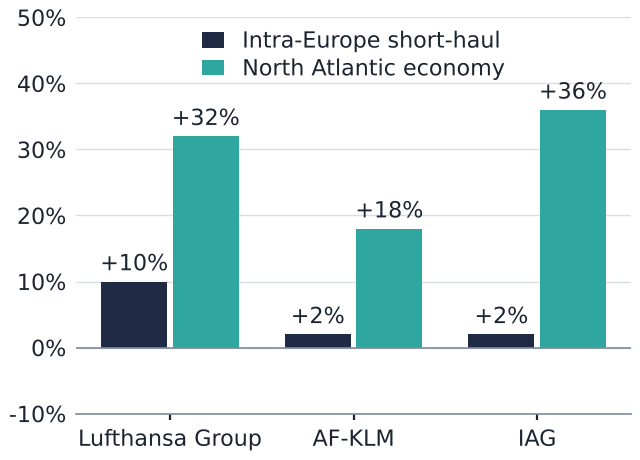 50%
Intra-Europe short-haul
North Atlantic economy
40%
+36%
+32%
30%
20%
+18%
+10%
10%
+2%
+2%
0%
-10%
Lufthansa Group
AF-KLM
IAG